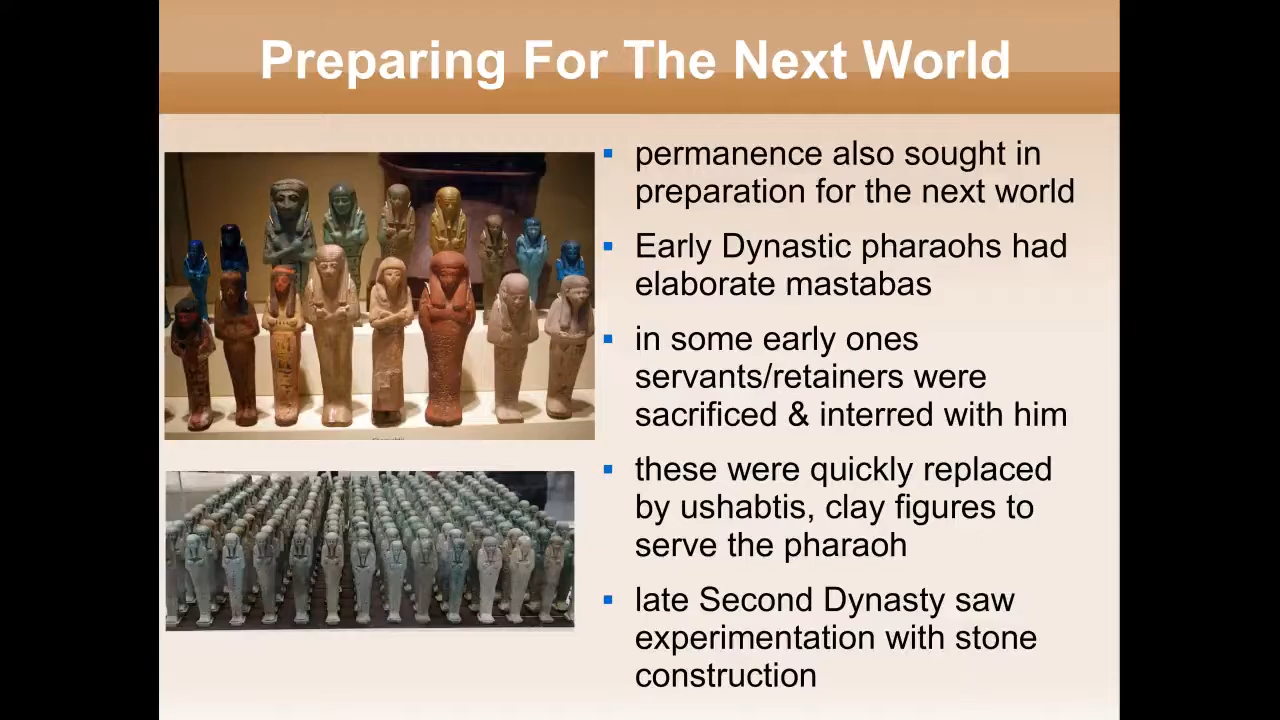 Preparing For The Next World
▪ permanence also sought in
preparation for the next world
▪ Early Dynastic pharaohs had
elaborate mastabas
▪ in some early ones
servants/retainers were
sacrificed & interred with him
▪ these were quickly replaced
by ushabtis, clay figures to
serve the pharaoh
▪ late Second Dynasty saw
experimentation with stone
construction